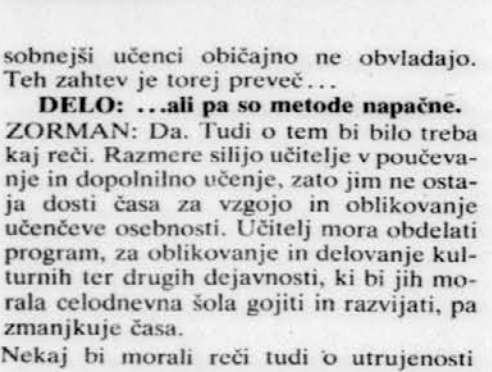 sobnejši učenci običajno ne obvladajo.
Teh zahtev je torej preveč...
DELO: ...ali pa so metode napačne.
ZORMAN: Da. Tudi o tem bi bilo treba
kaj reči. Razmere silijo učitelje v poučeva-
nje in dopolnilno učenje, zato jim ne osta-
ja dosti časa za vzgojo in oblikovanje
učenčeve osebnosti. Učitelj mora obdelati
program, za oblikovanje in delovanje kul-
turnih ter drugih dejavnosti, ki bi jih mo-
rala celodnevna šola gojiti in razvijati, pa
zmanjkuje časa.
Nekaj bi morali reči tudi o utrujenosti